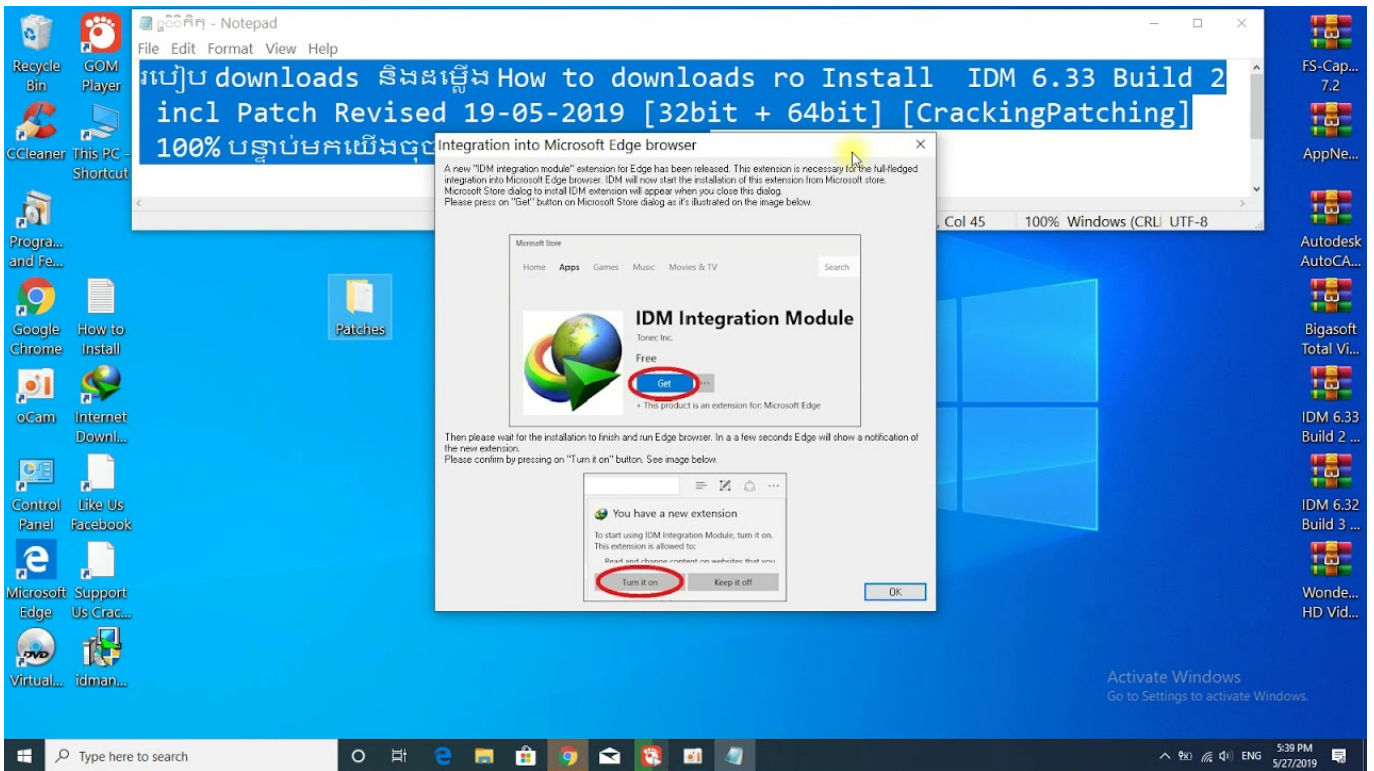 - Notepad
File Edit Format View Help
របៀប downloads និងដម្លើង How to downloads ro Install IDM 6.33 Build 2
incl Patch Revised 19-05-2019 [32bit + 64bit] [CrackingPatching]
100% បន្ទាប់មកយើងចុច
, Col 45
100%
Windows (CRL
UTF-8
Integration into Microsoft Edge browser
A new "IDM integration module" extension for Edge has been released. This extension is necessary for the full-fledged
integration into Microsoft Edge browser. IDM will now start the installation of this extension from Microsoft store.
Microsoft Store dialog to install IDM extension will appear when you close this dialog.
Please press on "Get" button on Microsoft Store dialog as it's illustrated on the image below.
Microsoft Store
Home Apps Games Music Movies & TV Search
IDM Integration Module
Tonec Inc.
Free
Get ...
+ This product is an extension for: Microsoft Edge
Then please wait for the installation to finish and run Edge browser. In a a few seconds Edge will show a notification of
the new extension.
Please confirm by pressing on "Turn it on" button. See image below.
You have a new extension
To start using IDM Integration Module, turn it on.
This extension is allowed to:
Read and change content on websites that you
Turn it on Keep it off
OK
Recycle
Bin
GOM
Player
CCleaner
This PC -
Shortcut
Progra...
and Fe...
Google
Chrome
How to
Install
oCam
Internet
Downl...
Control
Panel
Like Us
Facebook
Microsoft
Edge
Support
Us Crac...
DVD
Virtual...
idman...
Patches
FS-Cap...
7.2
AppNe...
Autodesk
AutoCA...
Bigasoft
Total Vi...
IDM 6.33
Build 2 ...
IDM 6.32
Build 3 ...
Wonde...
HD Vid...
Activate Windows
Go to Settings to activate Windows.
Type here to search
ENG
5:39 PM
5/27/2019